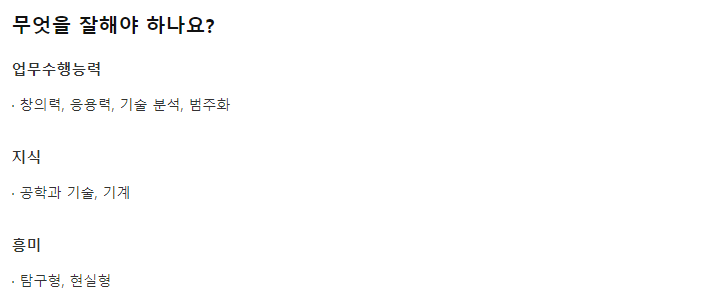 무엇을 잘해야 하나요?
업무수행능력
· 창의력, 응용력, 기술 분석, 범주화
지식
· 공학과 기술, 기계
흥미
· 탐구형, 현실형